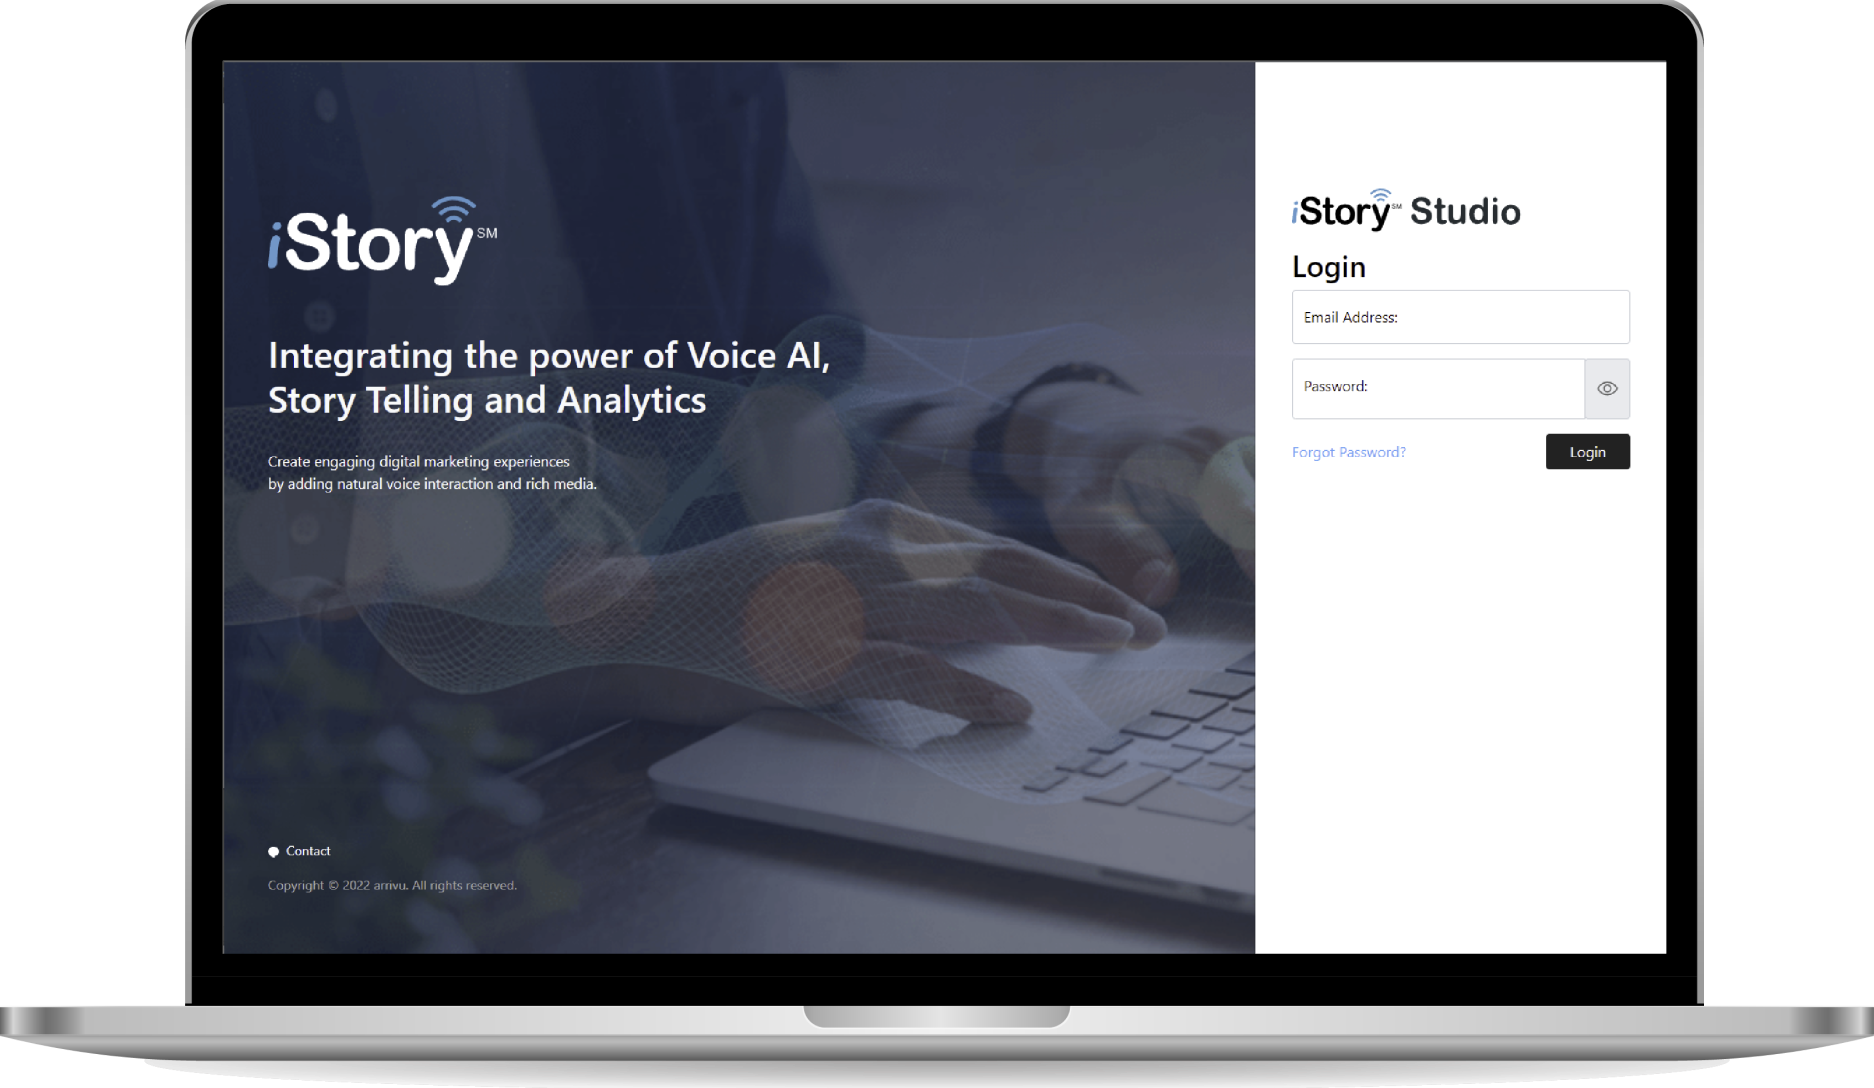 iStory SM
Integrating the power of Voice AI,
Story Telling and Analytics
Create engaging digital marketing experiences
by adding natural voice interaction and rich media.
Contact
Copyright © 2022 arrivu. All rights reserved.
iStory SM Studio
Login
Email Address:
Password:
Forgot Password?
Login